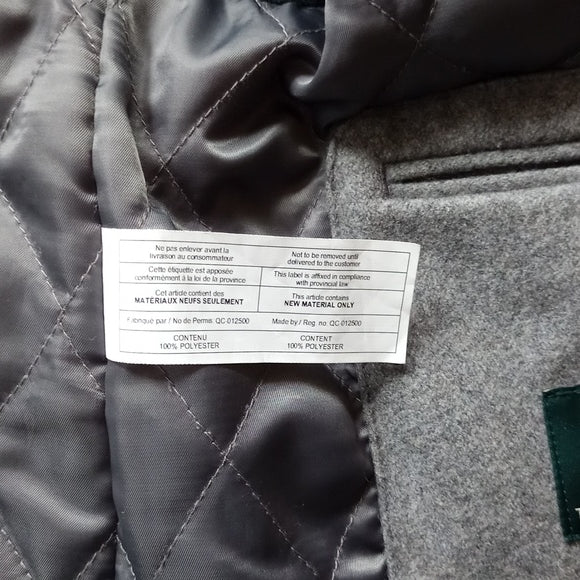 Ne pas enlever avant la
livraison au consommateur
Not to be removed until
delivered to the customer
Cette étiquette est apposée
conformément à la loi de la province
This label is affixed in compliance
with provincial law
Cet article contient des
MATÉRIAUX NEUFS SEULEMENT
This article contains
NEW MATERIAL ONLY
Fabriqué par / No de Permis: QC-012500
Made by / Reg. no: QC-012500
CONTENU
100% POLYESTER
CONTENT
100% POLYESTER